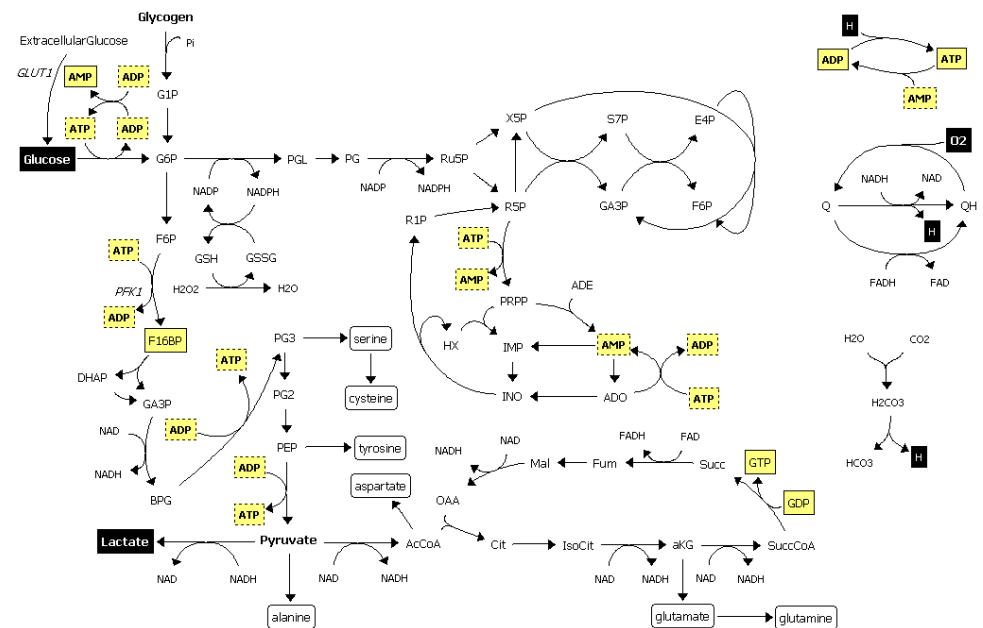 Glycogen
Pi
ExtracellularGlucose
GLUT1
AMP
ADP
ATP
ADP
G1P
Glucose
G6P
PGL
PG
Ru5P
NADP
NADPH
NADP
NADPH
X5P
S7P
E4P
R1P
R5P
GA3P
F6P
H
ADP
ATP
AMP
O2
NADH
NAD
Q
QH
H
FADH
FAD
F6P
GSH
GSSG
H2O2
H2O
ATP
PFK1
ADP
F16BP
ATP
AMP
PRPP
ADE
HX
IMP
AMP
ADP
INO
ADO
ATP
H2O
CO2
H2CO3
HCO3
H
DHAP
GA3P
NAD
NADH
BPG
ADP
ATP
PG3
serine
PG2
cysteine
PEP
tyrosine
ADP
ATP
aspartate
NADH
NAD
Mal
Fum
FADH
FAD
Succ
GTP
GDP
OAA
Lactate
Pyruvate
AcCoA
Cit
IsoCit
aKG
SuccCoA
NAD
NADH
NAD
NADH
NAD
NADH
NAD
NADH
alanine
glutamate
glutamine